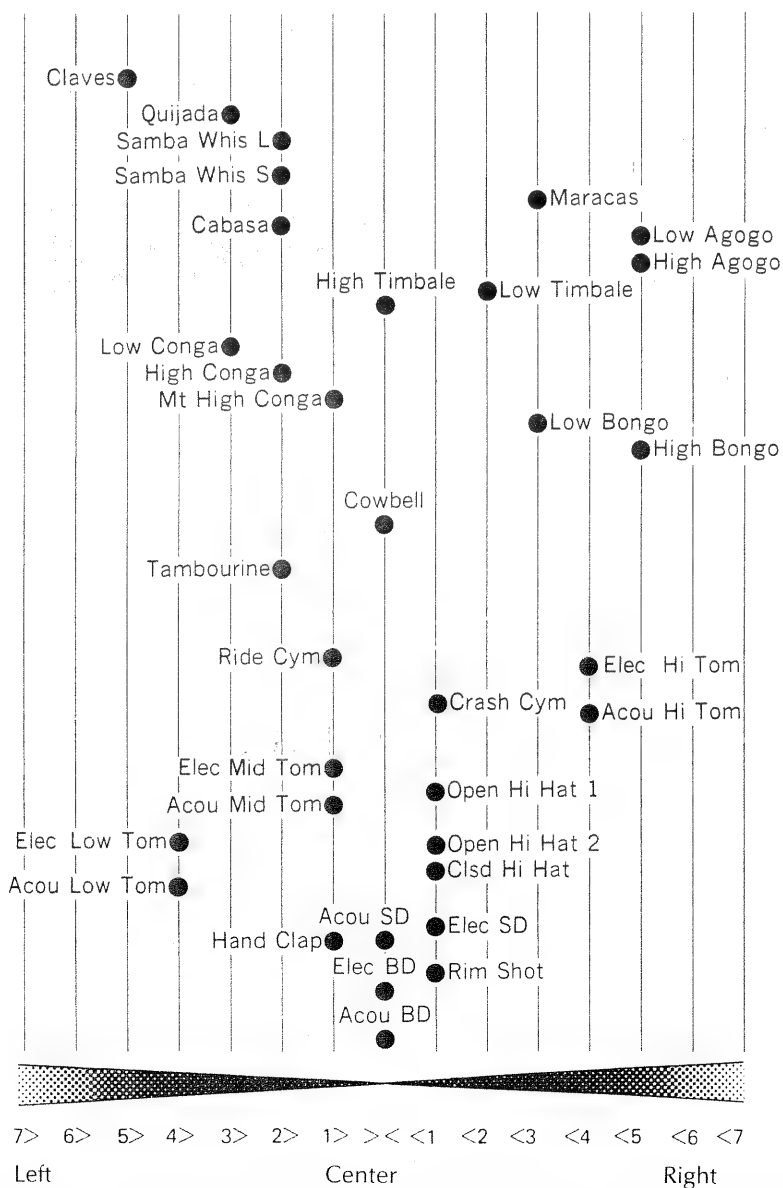 Claves
Quijada
Samba Whis L
Samba Whis S
Maracas
Cabasa
Low Agogo
High Agogo
High Timbale
Low Timbale
Low Conga
High Conga
Mt High Conga
Low Bongo
High Bongo
Cowbell
Tambourine
Ride Cym
Elec Hi Tom
Crash Cym
Acou Hi Tom
Elec Mid Tom
Open Hi Hat 1
Acou Mid Tom
Elec Low Tom
Open Hi Hat 2
Clsd Hi Hat
Acou Low Tom
Acou SD
Elec SD
Hand Clap
Elec BD
Rim Shot
Acou BD
7> 6> 5> 4> 3> 2> 1> >< <1 <2 <3 <4 <5 <6 <7
Left Center Right